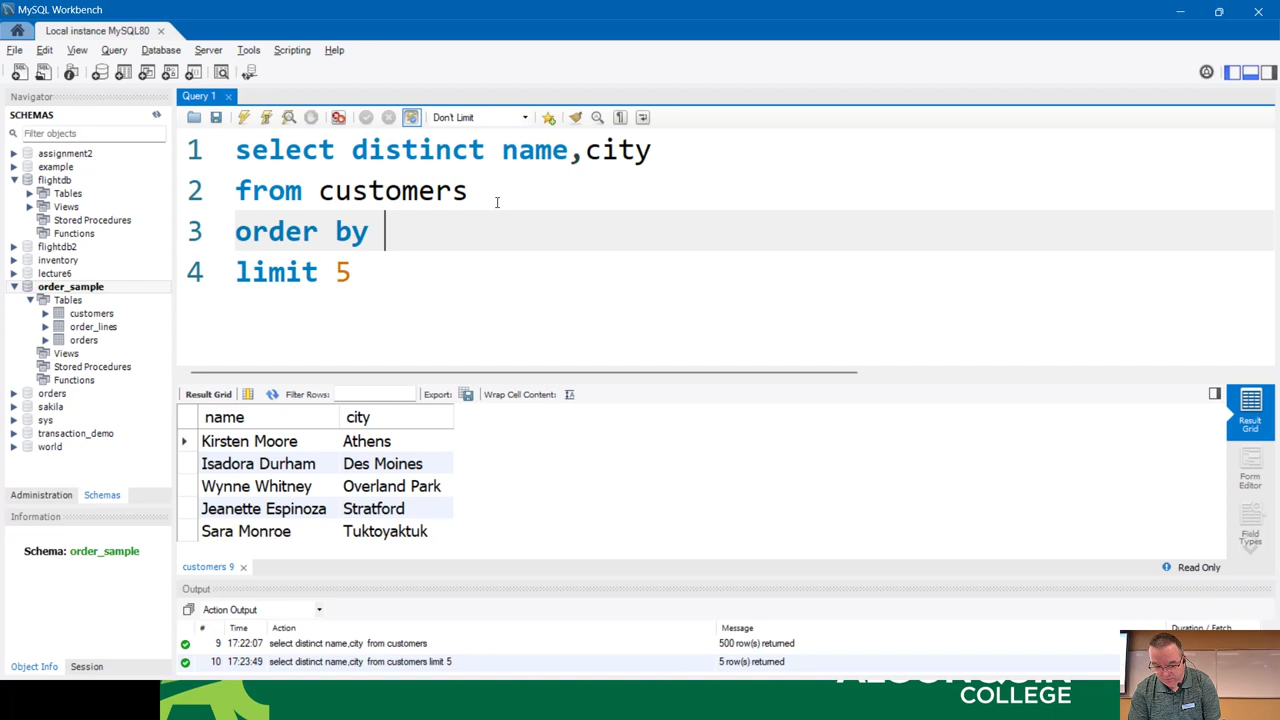 MySQL Workbench
Local instance MySQL80
File Edit View Query Database Server Tools Scripting Help
Navigator
Query 1
SCHEMAS
Filter objects
Don't Limit
assignment2
example
flightdb
Tables
Views
Stored Procedures
Functions
flightdb2
inventory
lecture6
order_sample
Tables
customers
order_lines
orders
Views
Stored Procedures
Functions
orders
sakila
sys
transaction_demo
world
Administration Schemas
Information
Schema: order_sample
Object Info Session
1 select distinct name,city
2 from customers
3 order by
4 limit 5
Result Grid Filter Rows: Export: Wrap Cell Content:
name city
Kirsten Moore Athens
Isadora Durham Des Moines
Wynne Whitney Overland Park
Jeanette Espinoza Stratford
Sara Monroe Tuktoyaktuk
Result Grid
Form Editor
Field Types
customers 9
Read Only
Output
Action Output
# Time Action Message Duration / Fetch
9 17:22:07 select distinct name,city from customers 500 row(s) returned
10 17:23:49 select distinct name,city from customers limit 5 5 row(s) returned
ALGONQUIN
COLLEGE